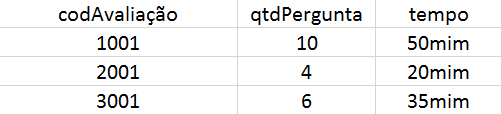 codAvaliação qtdPergunta tempo
1001 10 50mim
2001 4 20mim
3001 6 35mim